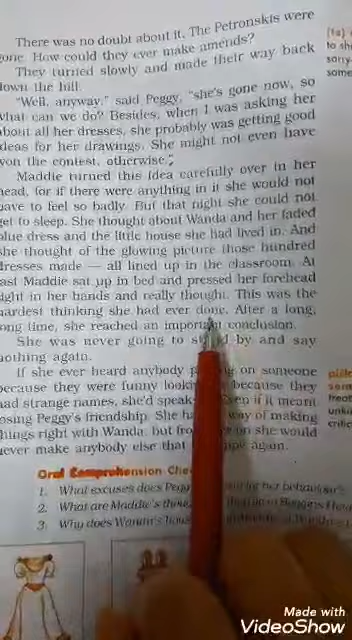 There was no doubt about it. The Petronskis were
gone. How could they ever make amends?
They turned slowly and made their way back
down the hill.
"Well, anyway," said Peggy, "she's gone now, so
what can we do? Besides, when I was asking her
about all her dresses, she probably was getting good
ideas for her drawings. She might not even have
won the contest, otherwise."
Maddie turned this idea carefully over in her
head, for if there were anything in it she would not
have to feel so badly. But that night she could not
get to sleep. She thought about Wanda and her faded
blue dress and the little house she had lived in. And
she thought of the glowing picture those hundred
dresses made — all lined up in the classroom. At
last Maddie sat up in bed and pressed her forehead
tight in her hands and really thought. This was the
hardest thinking she had ever done. After a long,
long time, she reached an important conclusion.
She was never going to stand by and say
nothing again.
If she ever heard anybody on someone
because they were funny looking because they
had strange names, she'd speak Even if it meant
losing Peggy's friendship. She had way of making
things right with Wanda, but from on she would
never make anybody else that again.
Oral Comprehension Check
1. What excuses does Peggy her behaviour?
2. What are Maddie's
3. Why does Wanda's
Made with
VideoShow